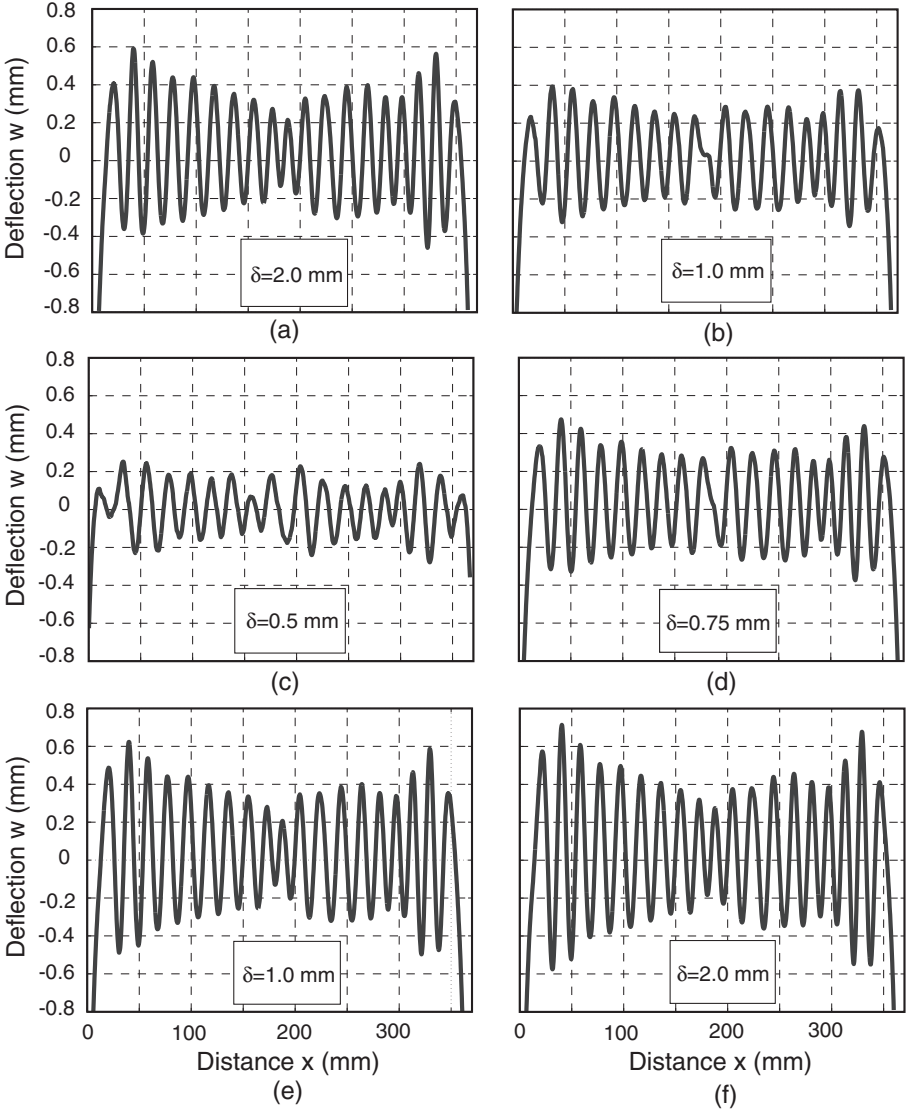 0.8
0.6
0.4
0.2
0
-0.2
-0.4
-0.6
-0.8
Deflection w (mm)
δ=2.0 mm
(a)
δ=1.0 mm
(b)
0.8
0.6
0.4
0.2
0
-0.2
-0.4
-0.6
-0.8
Deflection w (mm)
δ=0.5 mm
(c)
δ=0.75 mm
(d)
0.8
0.6
0.4
0.2
0
-0.2
-0.4
-0.6
-0.8
Deflection w (mm)
δ=1.0 mm
0 100 200 300
Distance x (mm)
(e)
δ=2.0 mm
0 100 200 300
Distance x (mm)
(f)